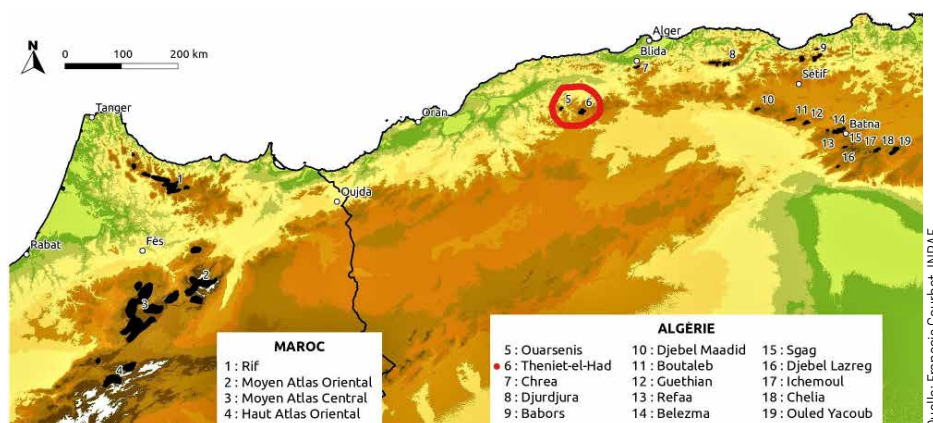 N
0 100 200 km
Alger
Blida
7
8
9
Sétif
5 6
10
11
12
14
Batna
13
15
16
17 18 19
Tanger
Oran
1
Oujda
Rabat
Fès
2
3
4
MAROC
1 : Rif
2 : Moyen Atlas Oriental
3 : Moyen Atlas Central
4 : Haut Atlas Oriental
ALGÈRIE
5 : Ouarsenis
6 : Theniet-el-Had
7 : Chrea
8 : Djurdjura
9 : Babors
10 : Djebel Maadid
11 : Boutaleb
12 : Guethian
13 : Refaa
14 : Belezma
15 : Sgag
16 : Djebel Lazreg
17 : Ichemoul
18 : Chelia
19 : Ouled Yacoub
INRAE